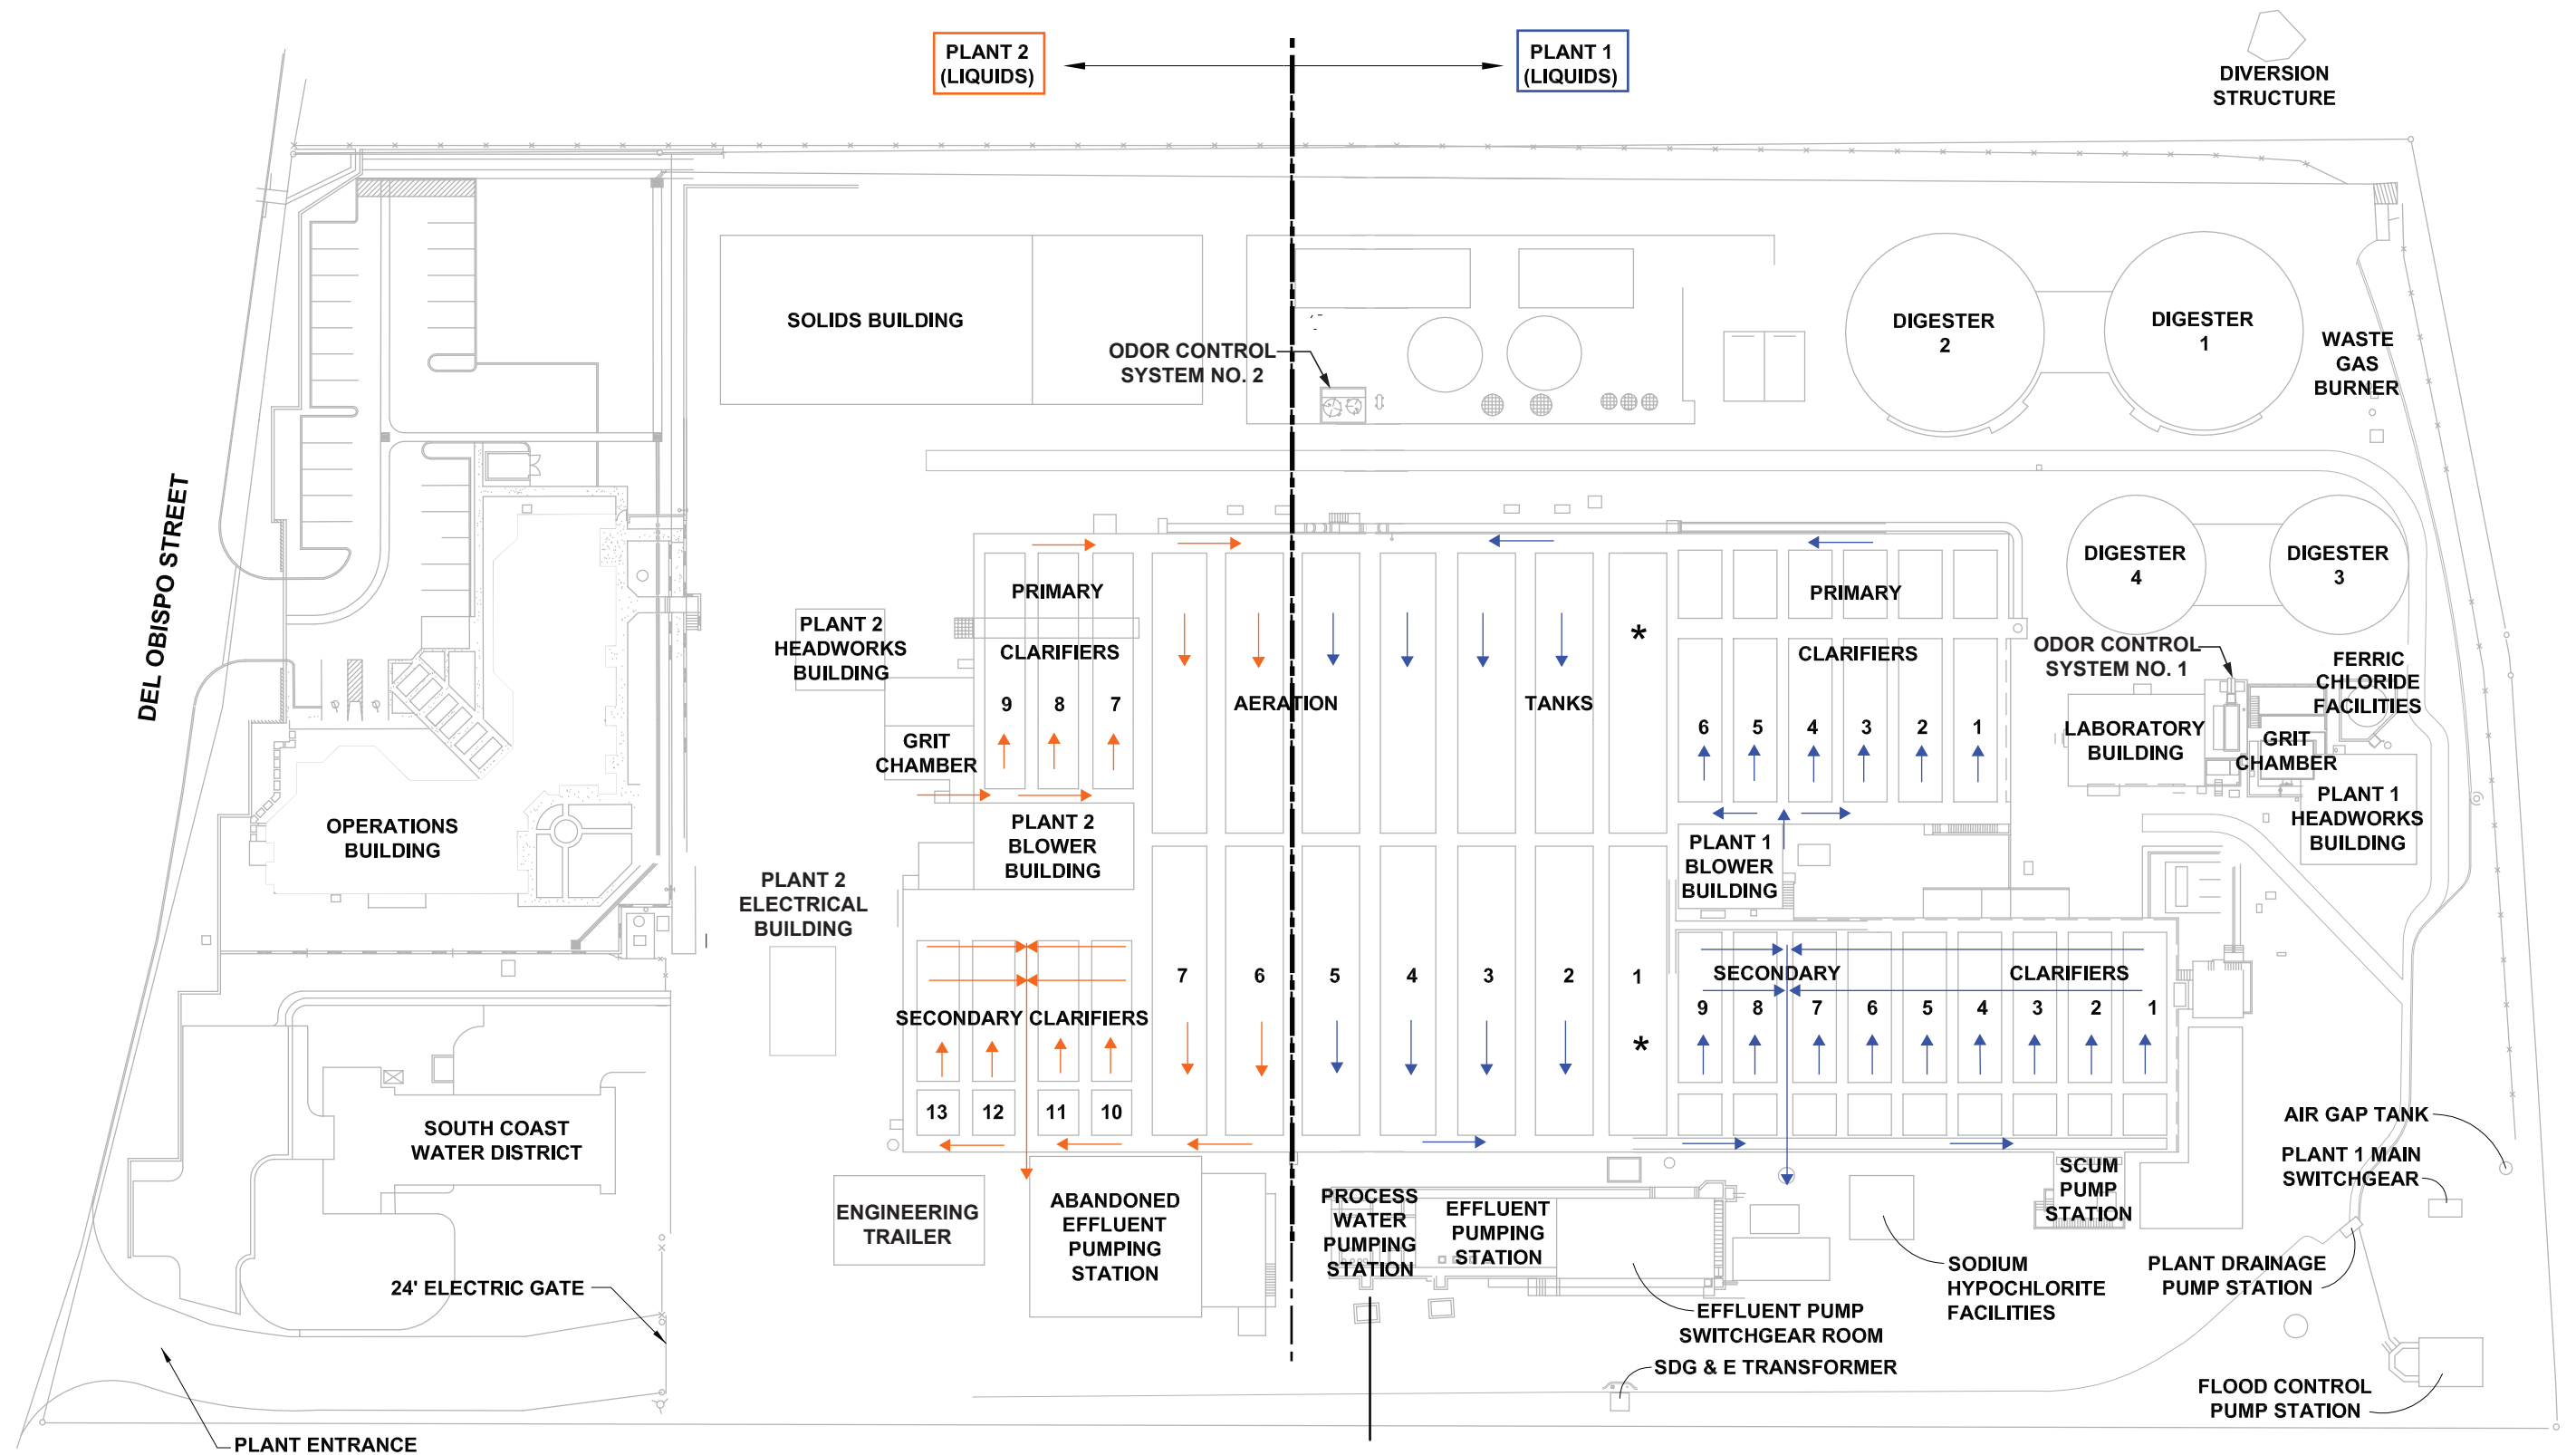 PLANT 2
(LIQUIDS)
PLANT 1
(LIQUIDS)
DIVERSION
STRUCTURE
SOLIDS BUILDING
ODOR CONTROL
SYSTEM NO. 2
DIGESTER
2
DIGESTER
1
WASTE
GAS
BURNER
DEL OBISPO STREET
DIGESTER
4
DIGESTER
3
PLANT 2
HEADWORKS
BUILDING
PRIMARY
CLARIFIERS
9 8 7
GRIT
CHAMBER
AERATION TANKS
*
PRIMARY
CLARIFIERS
6 5 4 3 2 1
ODOR CONTROL
SYSTEM NO. 1
FERRIC
CHLORIDE
FACILITIES
LABORATORY
BUILDING
GRIT
CHAMBER
PLANT 1
HEADWORKS
BUILDING
OPERATIONS
BUILDING
PLANT 2
BLOWER
BUILDING
PLANT 1
BLOWER
BUILDING
PLANT 2
ELECTRICAL
BUILDING
7 6 5 4 3 2 1
*
SECONDARY CLARIFIERS
13 12 11 10
SECONDARY CLARIFIERS
9 8 7 6 5 4 3 2 1
SOUTH COAST
WATER DISTRICT
ENGINEERING
TRAILER
ABANDONED
EFFLUENT
PUMPING
STATION
PROCESS
WATER
PUMPING
STATION
EFFLUENT
PUMPING
STATION
SCUM
PUMP
STATION
AIR GAP TANK
PLANT 1 MAIN
SWITCHGEAR
SODIUM
HYPOCHLORITE
FACILITIES
PLANT DRAINAGE
PUMP STATION
24' ELECTRIC GATE
EFFLUENT PUMP
SWITCHGEAR ROOM
SDG & E TRANSFORMER
FLOOD CONTROL
PUMP STATION
PLANT ENTRANCE